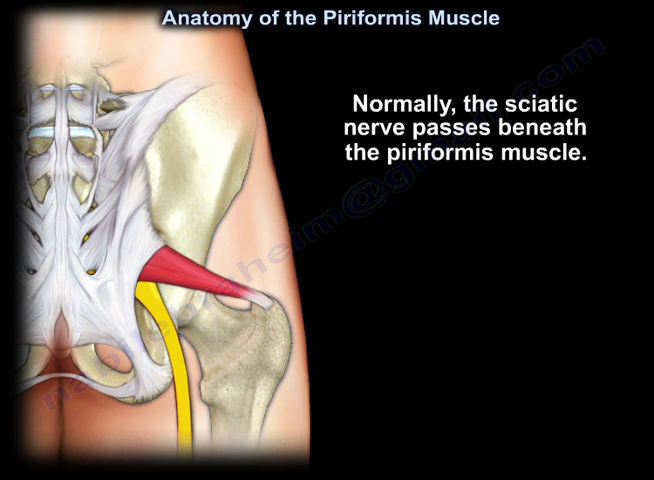 Anatomy of the Piriformis Muscle
Normally, the sciatic
nerve passes beneath
the piriformis muscle.